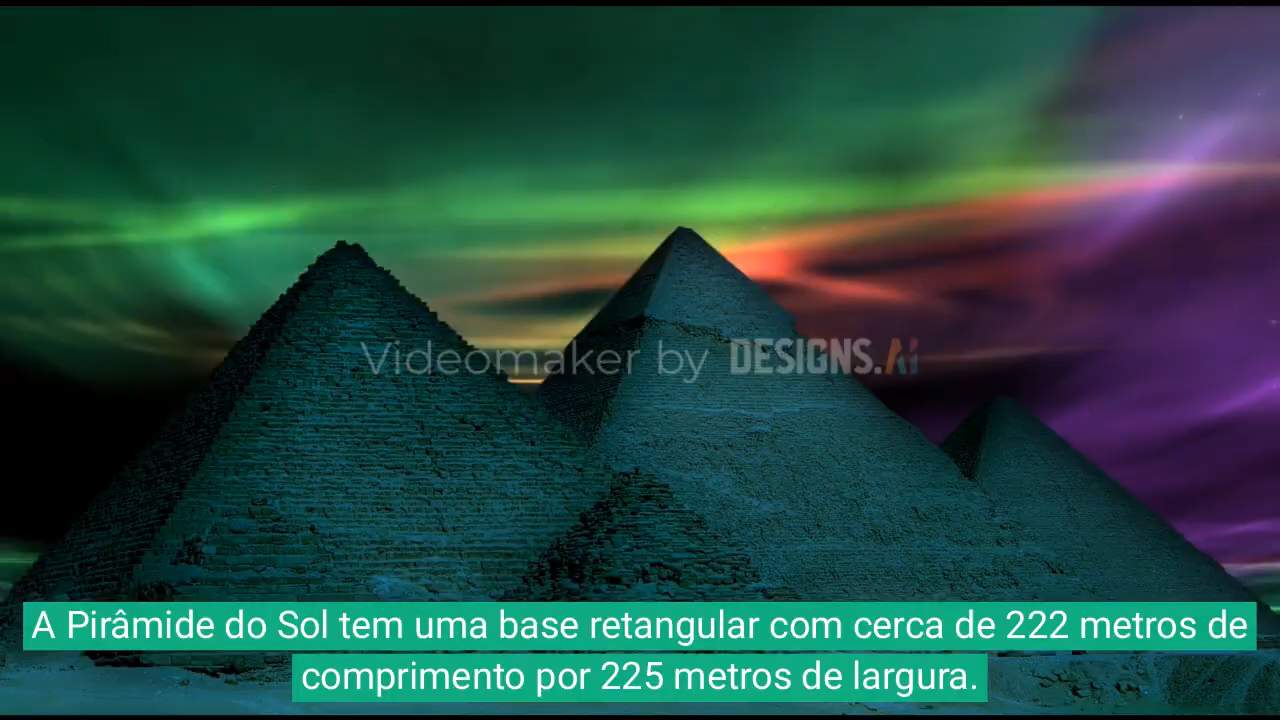 Videomaker by DESIGNS.AI
A Pirâmide do Sol tem uma base retangular com cerca de 222 metros de
comprimento por 225 metros de largura.